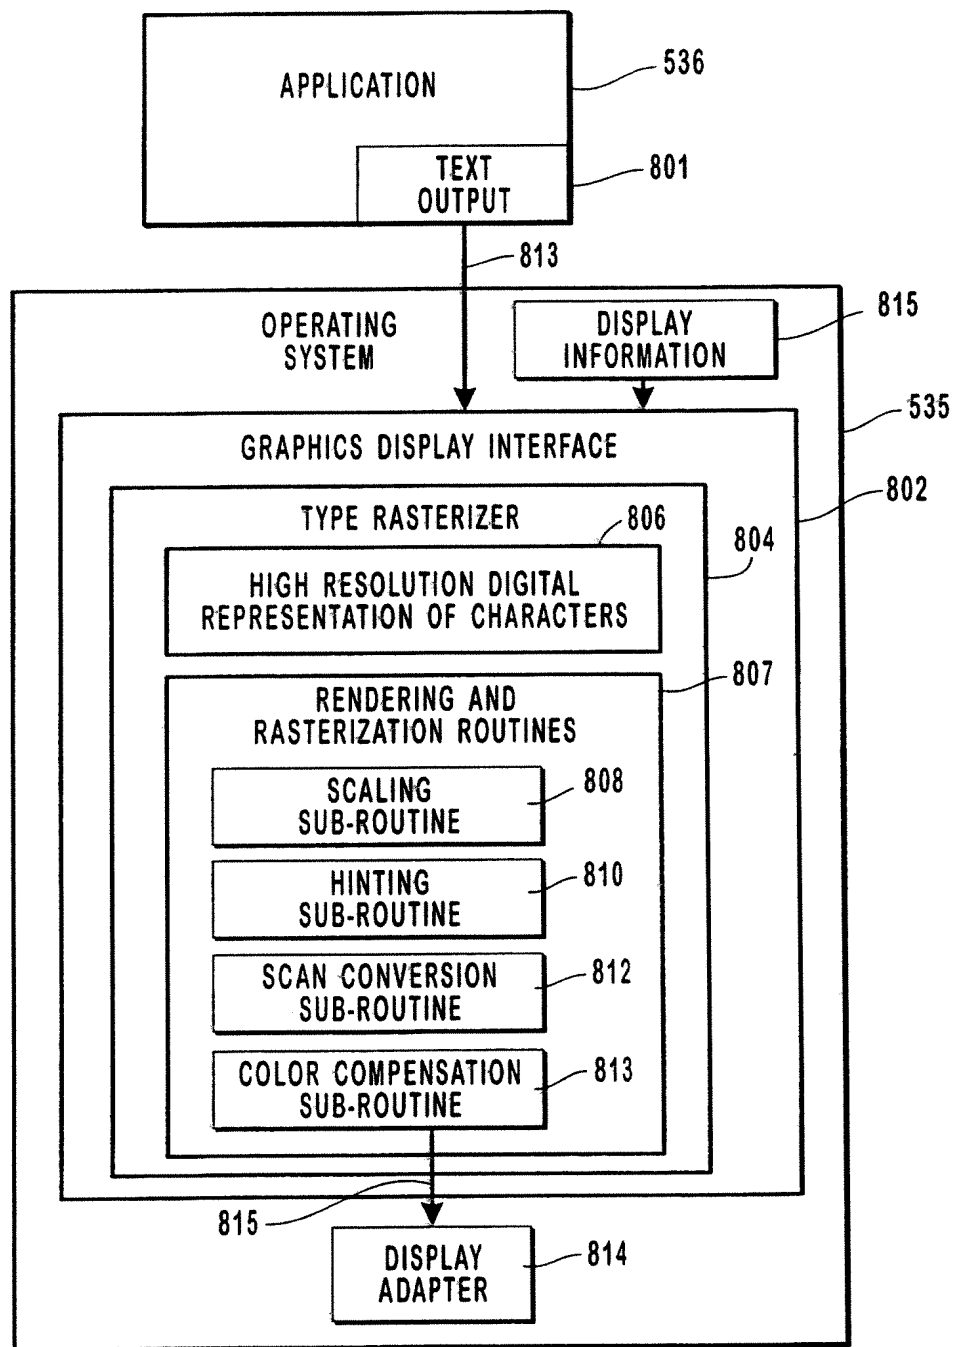 APPLICATION
536
TEXT
OUTPUT
801
813
OPERATING
SYSTEM
DISPLAY
INFORMATION
815
535
GRAPHICS DISPLAY INTERFACE
802
TYPE RASTERIZER
806
804
HIGH RESOLUTION DIGITAL
REPRESENTATION OF CHARACTERS
807
RENDERING AND
RASTERIZATION ROUTINES
SCALING
SUB-ROUTINE
808
HINTING
SUB-ROUTINE
810
SCAN CONVERSION
SUB-ROUTINE
812
COLOR COMPENSATION
SUB-ROUTINE
813
815
DISPLAY
ADAPTER
814